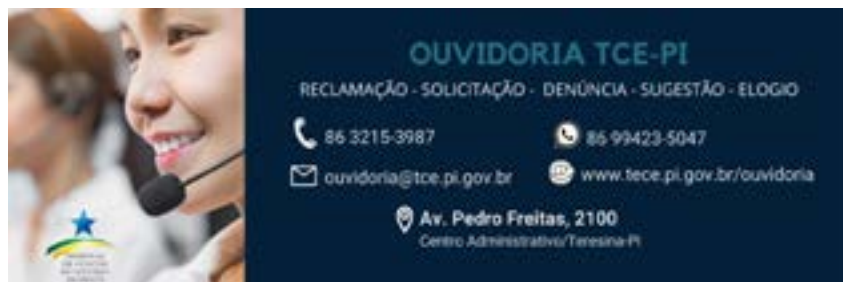 OUVIDORIA TCE-PI
RECLAMAÇÃO - SOLICITAÇÃO - DENÚNCIA - SUGESTÃO - ELOGIO
86 3215-3987
86 99423-5047
ouvidoria@tce.pi.gov.br
www.tece.pi.gov.br/ouvidoria
Av. Pedro Freitas, 2100
Centro Administrativo/Teresina-PI